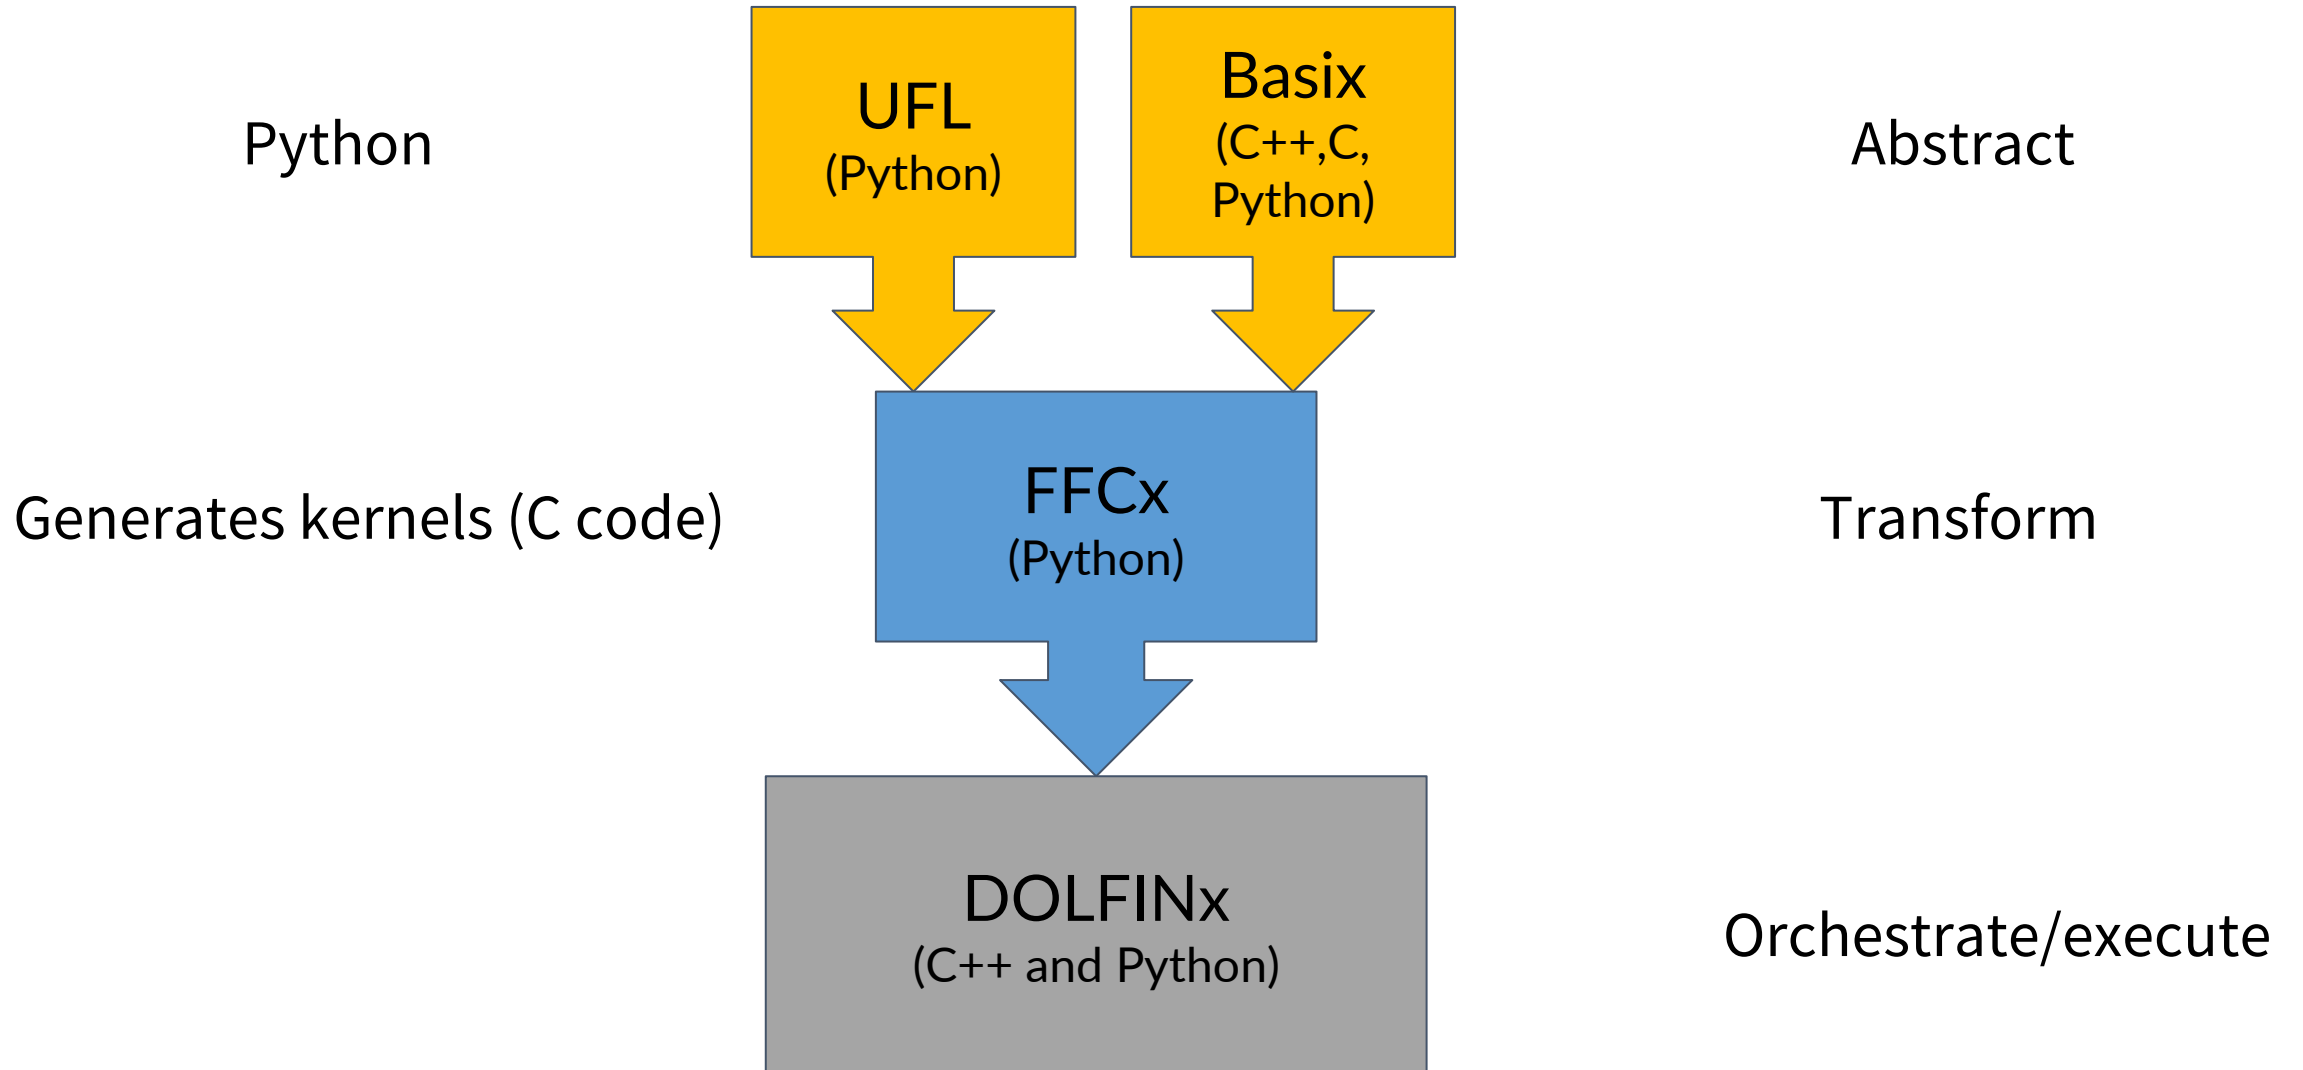 Python
UFL
(Python)
Basix
(C++,C,
Python)
Abstract
Generates kernels (C code)
FFCx
(Python)
Transform
DOLFINx
(C++ and Python)
Orchestrate/execute